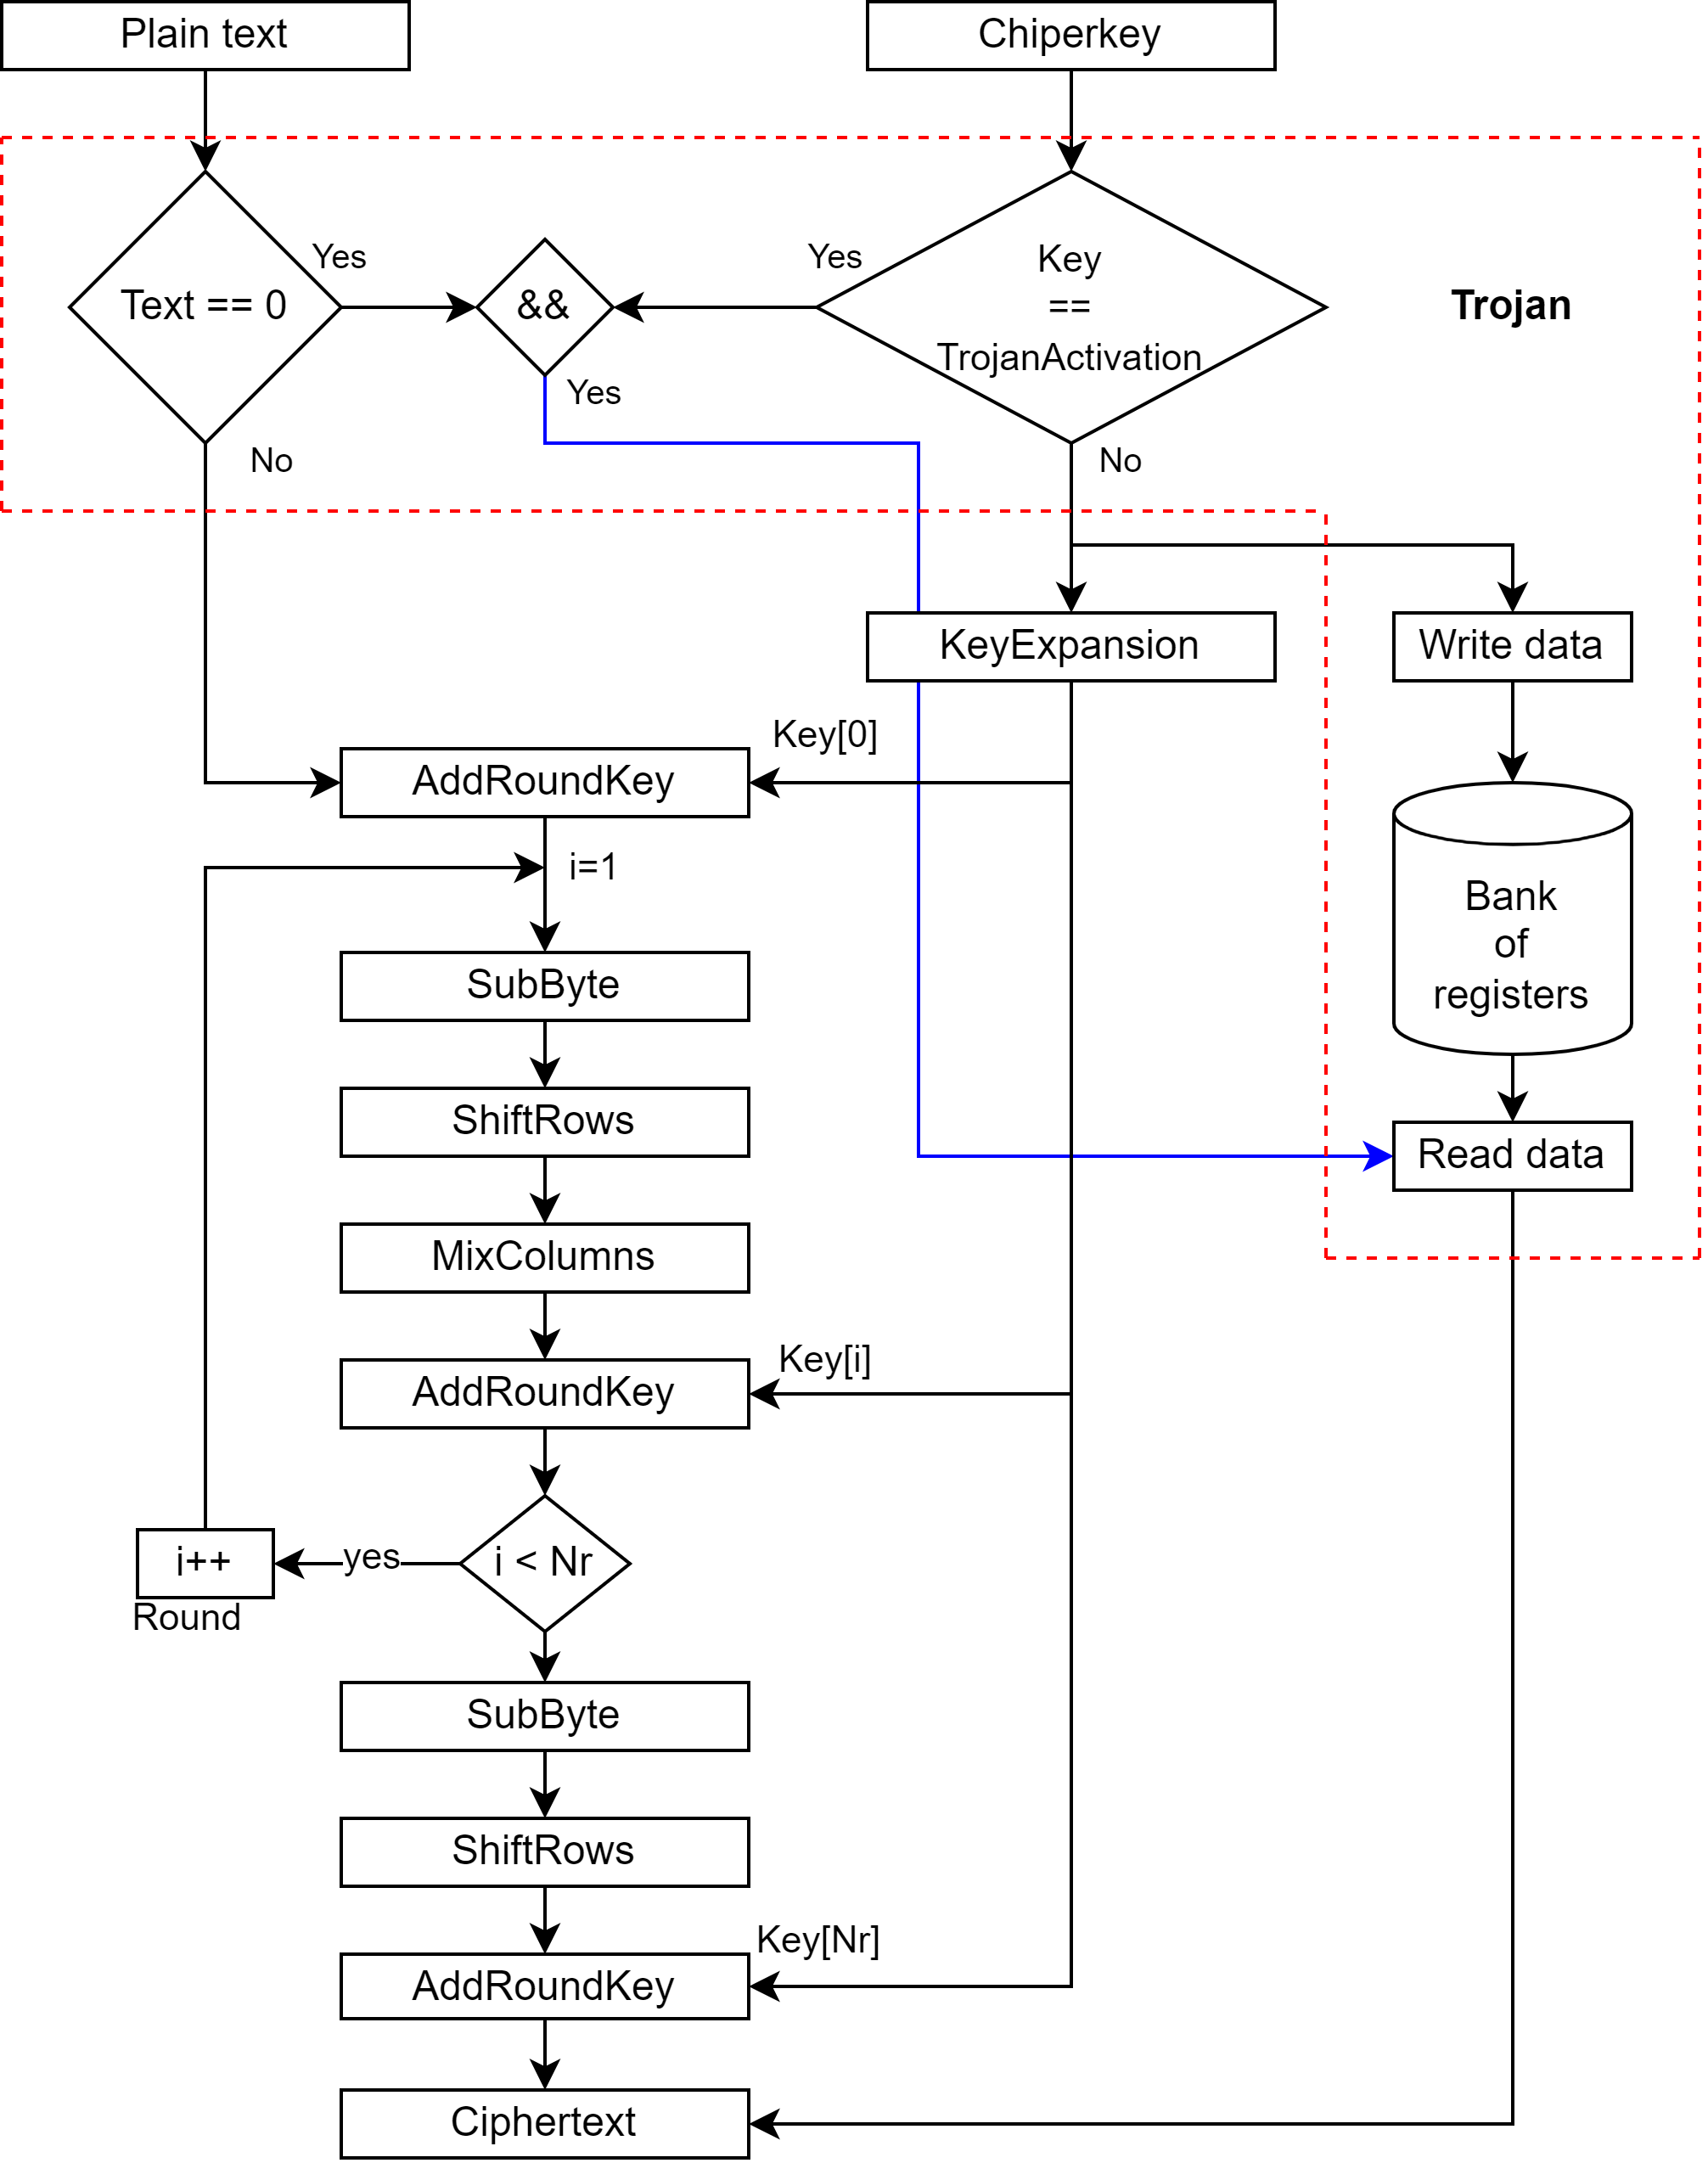 Plain text
Chiperkey
Yes
Yes
Text == 0
&&
Key
==
TrojanActivation
Trojan
Yes
No
No
KeyExpansion
Write data
Key[0]
AddRoundKey
i=1
Bank
of
registers
SubByte
ShiftRows
Read data
MixColumns
Key[i]
AddRoundKey
i++
yes
i < Nr
Round
SubByte
ShiftRows
Key[Nr]
AddRoundKey
Ciphertext